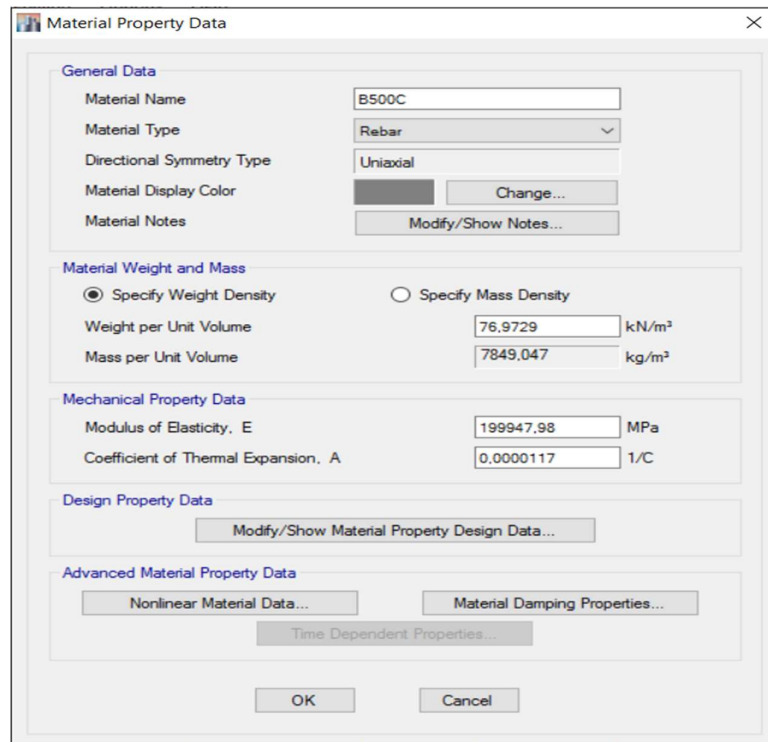 Material Property Data
General Data
Material Name B500C
Material Type Rebar
Directional Symmetry Type Uniaxial
Material Display Color Change...
Material Notes Modify/Show Notes...
Material Weight and Mass
Specify Weight Density Specify Mass Density
Weight per Unit Volume 76,9729 kN/m³
Mass per Unit Volume 7849,047 kg/m³
Mechanical Property Data
Modulus of Elasticity, E 199947,98 MPa
Coefficient of Thermal Expansion, A 0,0000117 1/C
Design Property Data
Modify/Show Material Property Design Data...
Advanced Material Property Data
Nonlinear Material Data... Material Damping Properties...
Time Dependent Properties...
OK Cancel